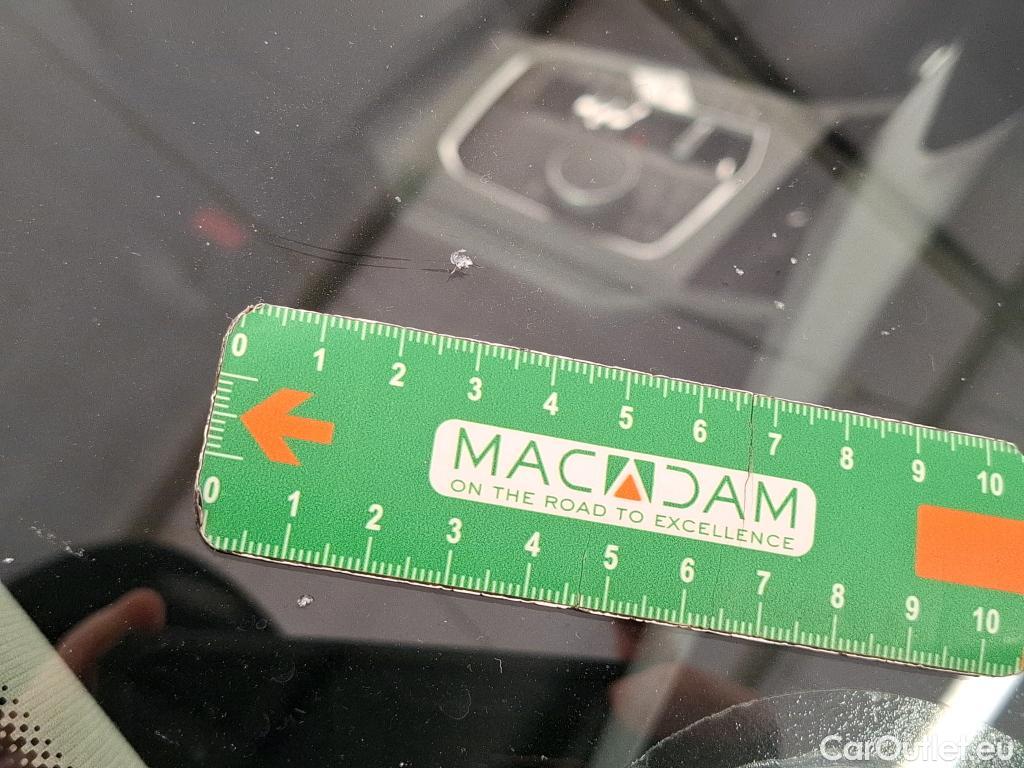 0 1 2 3 4 5 6 7 8 9 10
MACADAM
ON THE ROAD TO EXCELLENCE
0 1 2 3 4 5 6 7 8 9 10
CarOutlet.eu